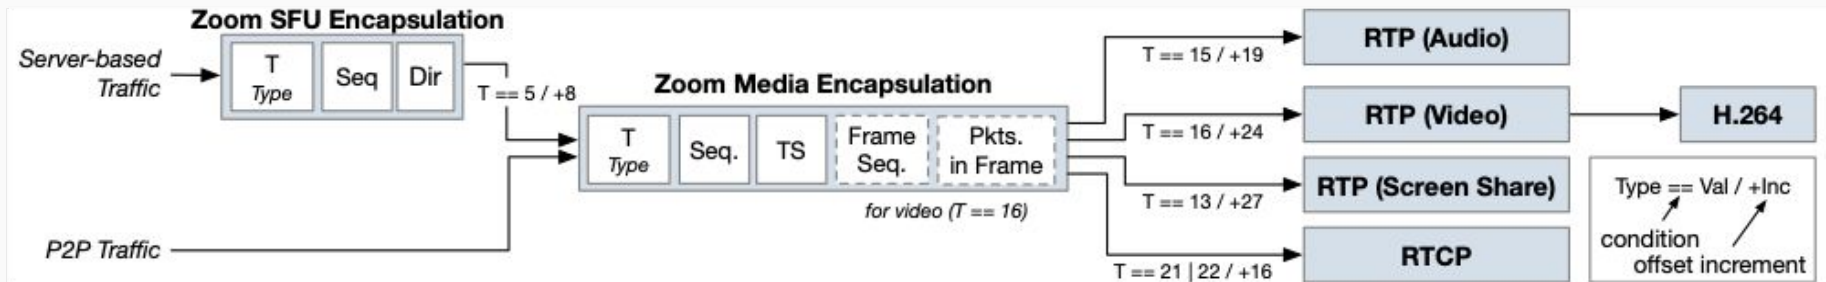 Zoom SFU Encapsulation
Server-based
Traffic
T
Type
Seq
Dir
T == 5 / +8
P2P Traffic
Zoom Media Encapsulation
T
Type
Seq.
TS
Frame
Seq.
Pkts.
in Frame
for video (T == 16)
T == 15 / +19
RTP (Audio)
T == 16 / +24
RTP (Video)
H.264
T == 13 / +27
RTP (Screen Share)
T == 21 | 22 / +16
RTCP
Type == Val / +Inc
condition
offset increment